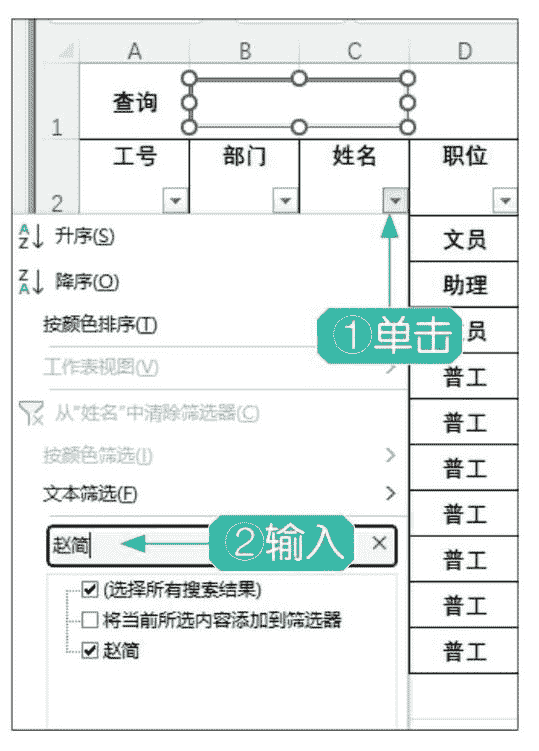 A B C D
1 查询
2 工号 部门 姓名 职位
升序(S)
文员
降序(O)
助理
按颜色排序(T)
①单击
员
工作表视图(V)
普工
从"姓名"中清除筛选器(C)
普工
按颜色筛选(I)
普工
文本筛选(F)
普工
赵简
②输入
普工
(选择所有搜索结果)
将当前所选内容添加到筛选器
普工
赵简
普工